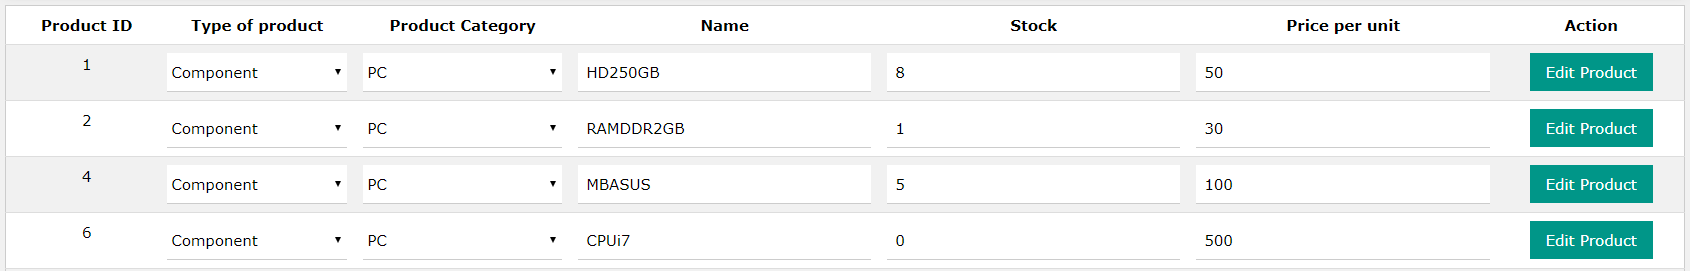 Product ID Type of product Product Category Name Stock Price per unit Action
1 Component PC HD250GB 8 50 Edit Product
2 Component PC RAMDDR2GB 1 30 Edit Product
4 Component PC MBASUS 5 100 Edit Product
6 Component PC CPUi7 0 500 Edit Product